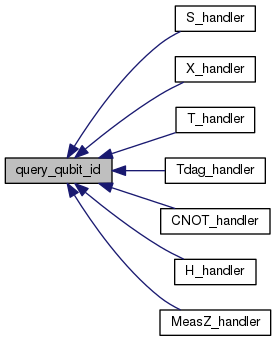 S_handler
X_handler
T_handler
query_qubit_id
Tdag_handler
CNOT_handler
H_handler
MeasZ_handler